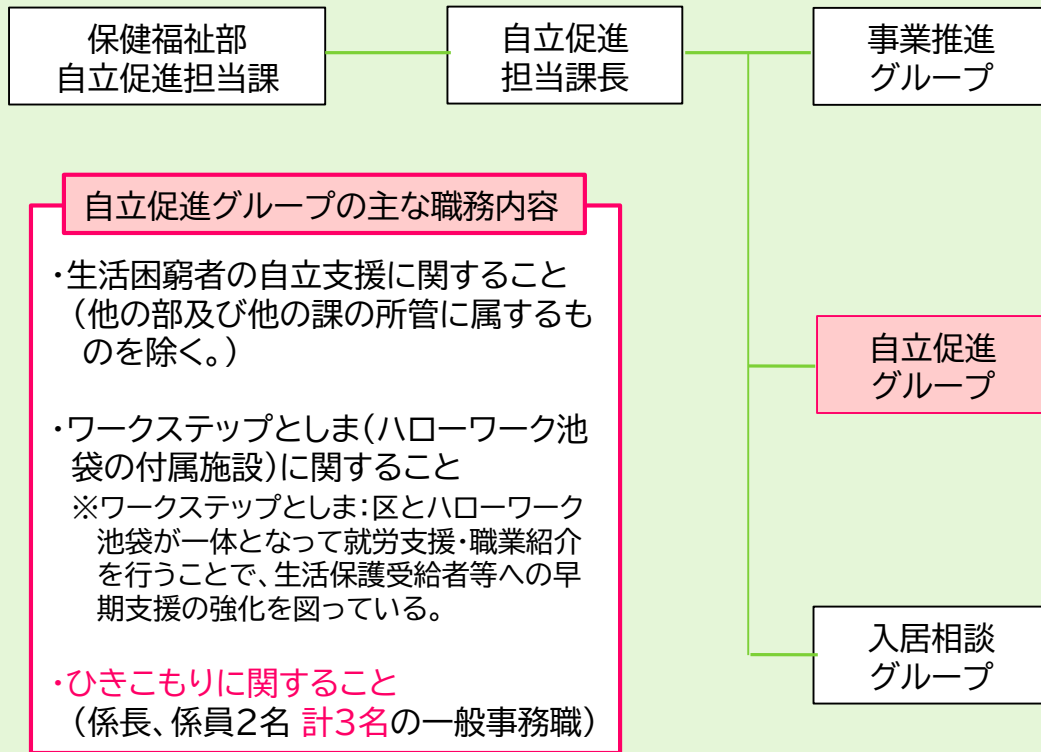 保健福祉部
自立促進担当課
自立促進
担当課長
事業推進
グループ
自立促進グループの主な職務内容
・生活困窮者の自立支援に関すること
(他の部及び他の課の所管に属するも
のを除く。)
・ワークステップとしま(ハローワーク池
袋の付属施設)に関すること
※ワークステップとしま：区とハローワーク
池袋が一体となって就労支援・職業紹介
を行うことで、生活保護受給者等への早
期支援の強化を図っている。
・ひきこもりに関すること
(係長、係員2名 計3名の一般事務職)
自立促進
グループ
入居相談
グループ